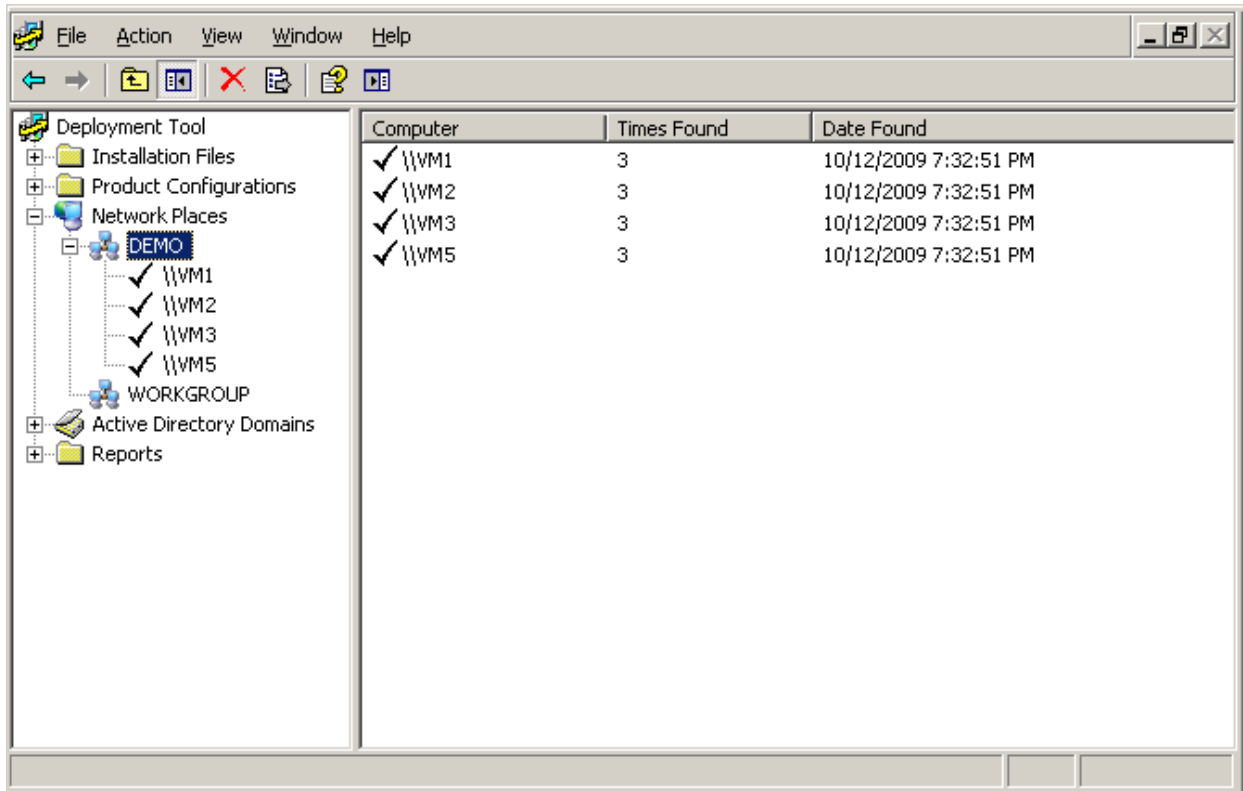 File Action View Window Help
Deployment Tool
Installation Files
Product Configurations
Network Places
DEMO
\\VM1
\\VM2
\\VM3
\\VM5
WORKGROUP
Active Directory Domains
Reports
Computer Times Found Date Found
\\VM1 3 10/12/2009 7:32:51 PM
\\VM2 3 10/12/2009 7:32:51 PM
\\VM3 3 10/12/2009 7:32:51 PM
\\VM5 3 10/12/2009 7:32:51 PM